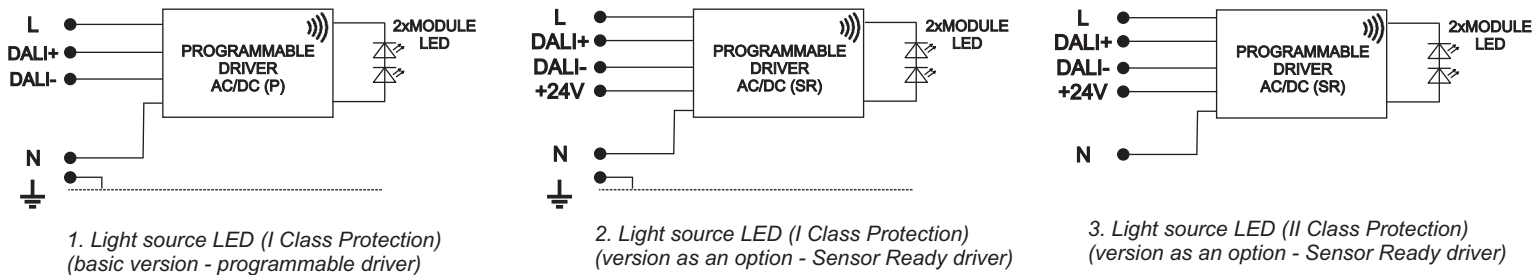 L
DALI+
DALI-
N
PROGRAMMABLE
DRIVER
AC/DC (P)
2xMODULE
LED
1. Light source LED (I Class Protection)
(basic version - programmable driver)
L
DALI+
DALI-
+24V
N
PROGRAMMABLE
DRIVER
AC/DC (SR)
2xMODULE
LED
2. Light source LED (I Class Protection)
(version as an option - Sensor Ready driver)
L
DALI+
DALI-
+24V
N
PROGRAMMABLE
DRIVER
AC/DC (SR)
2xMODULE
LED
3. Light source LED (II Class Protection)
(version as an option - Sensor Ready driver)